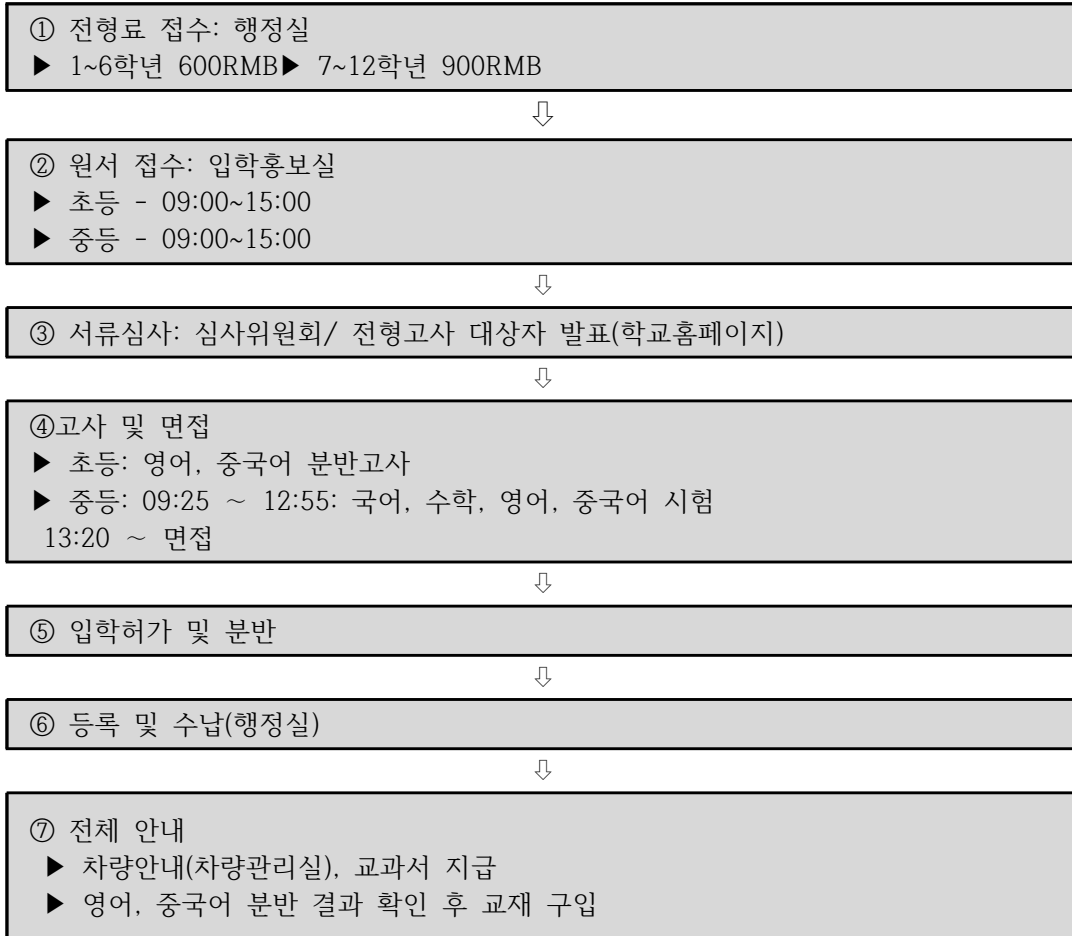 ① 전형료 접수: 행정실
▶ 1~6학년 600RMB▶ 7~12학년 900RMB
⇩
② 원서 접수: 입학홍보실
▶ 초등 - 09:00~15:00
▶ 중등 - 09:00~15:00
⇩
③ 서류심사: 심사위원회/ 전형고사 대상자 발표(학교홈페이지)
⇩
④고사 및 면접
▶ 초등: 영어, 중국어 분반고사
▶ 중등: 09:25 ~ 12:55: 국어, 수학, 영어, 중국어 시험
13:20 ~ 면접
⇩
⑤ 입학허가 및 분반
⇩
⑥ 등록 및 수납(행정실)
⇩
⑦ 전체 안내
▶ 차량안내(차량관리실), 교과서 지급
▶ 영어, 중국어 분반 결과 확인 후 교재 구입